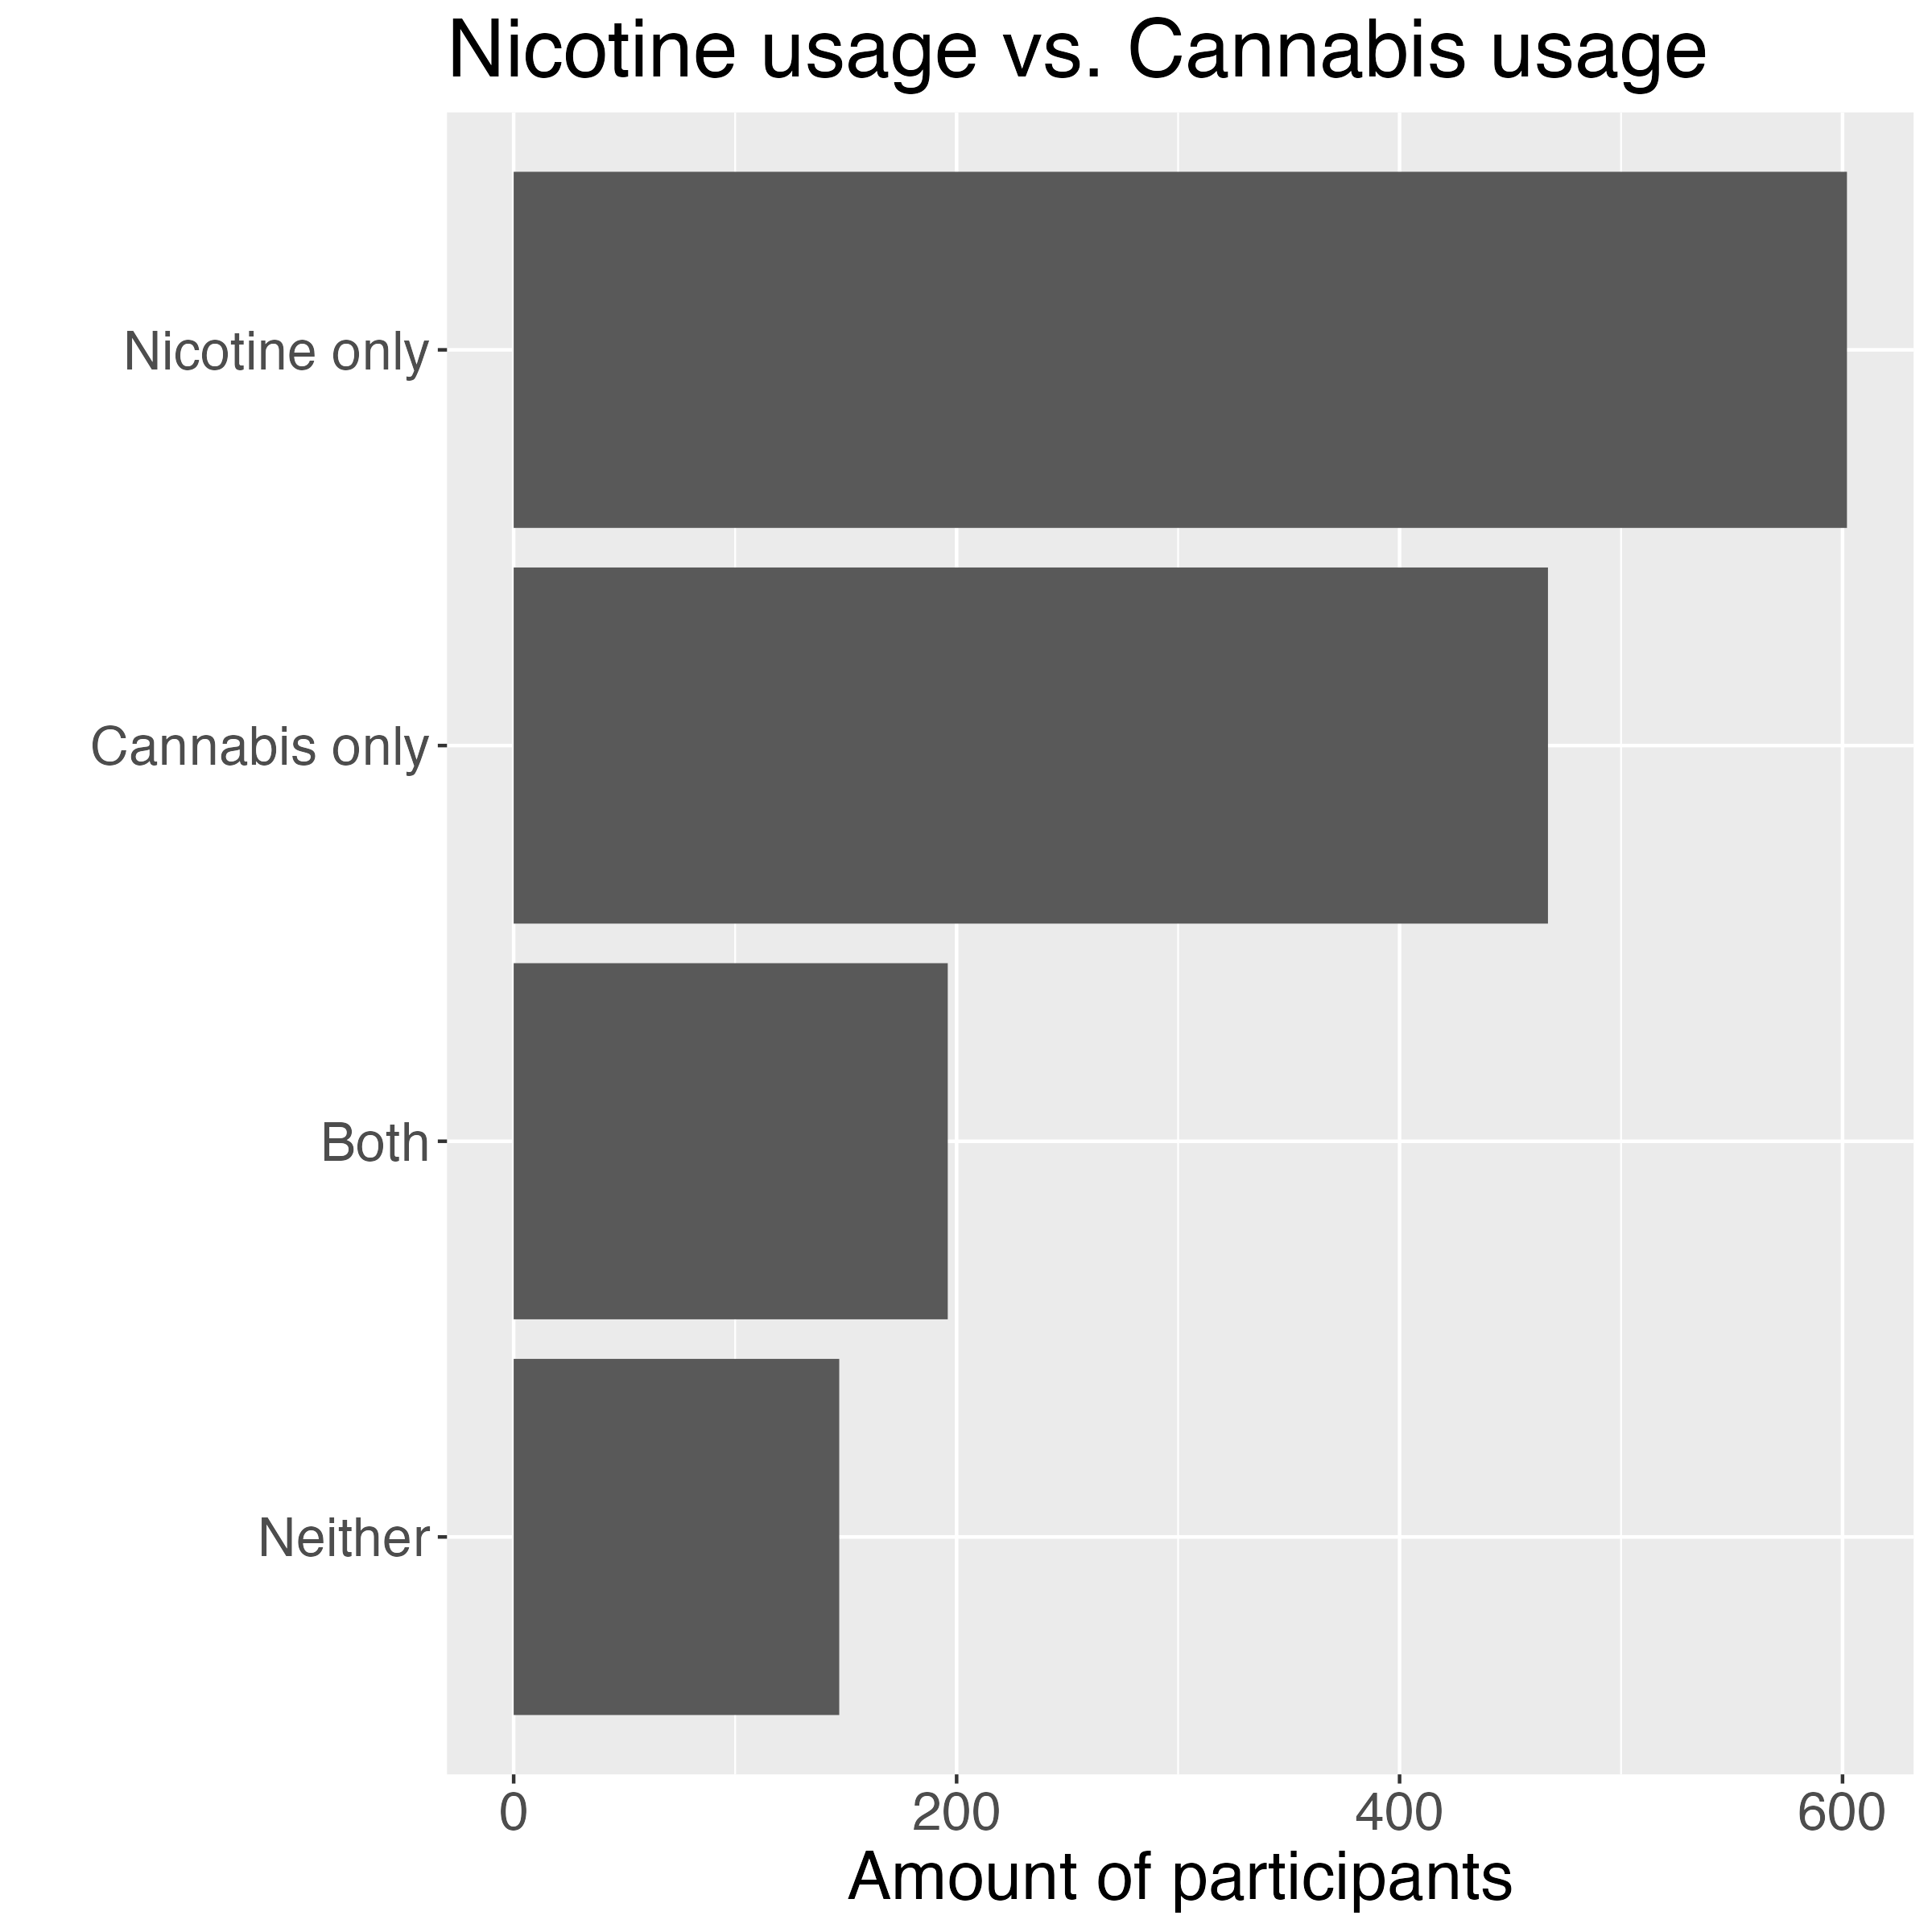 Nicotine usage vs. Cannabis usage
Nicotine only
Cannabis only
Both
Neither
0 200 400 600
Amount of participants